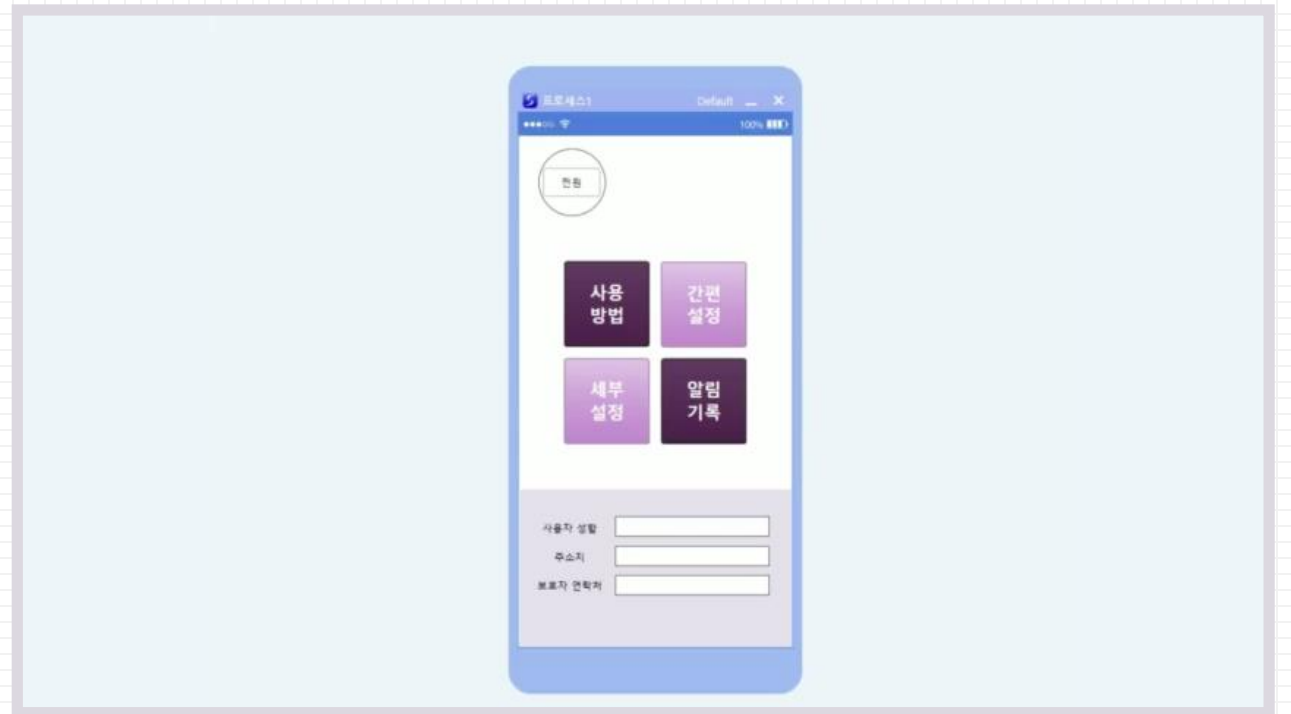 프로세스1 Default
100%
전원
사용
방법
간편
설정
세부
설정
알림
기록
사용자 성함
주소지
보호자 연락처